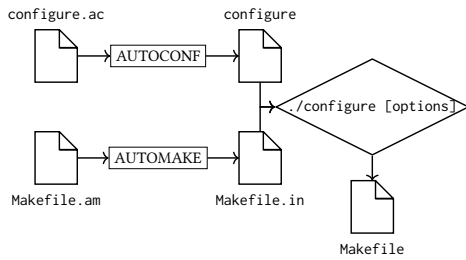 configure.ac
configure
AUTOCONF
./configure [options]
AUTOMAKE
Makefile.am
Makefile.in
Makefile